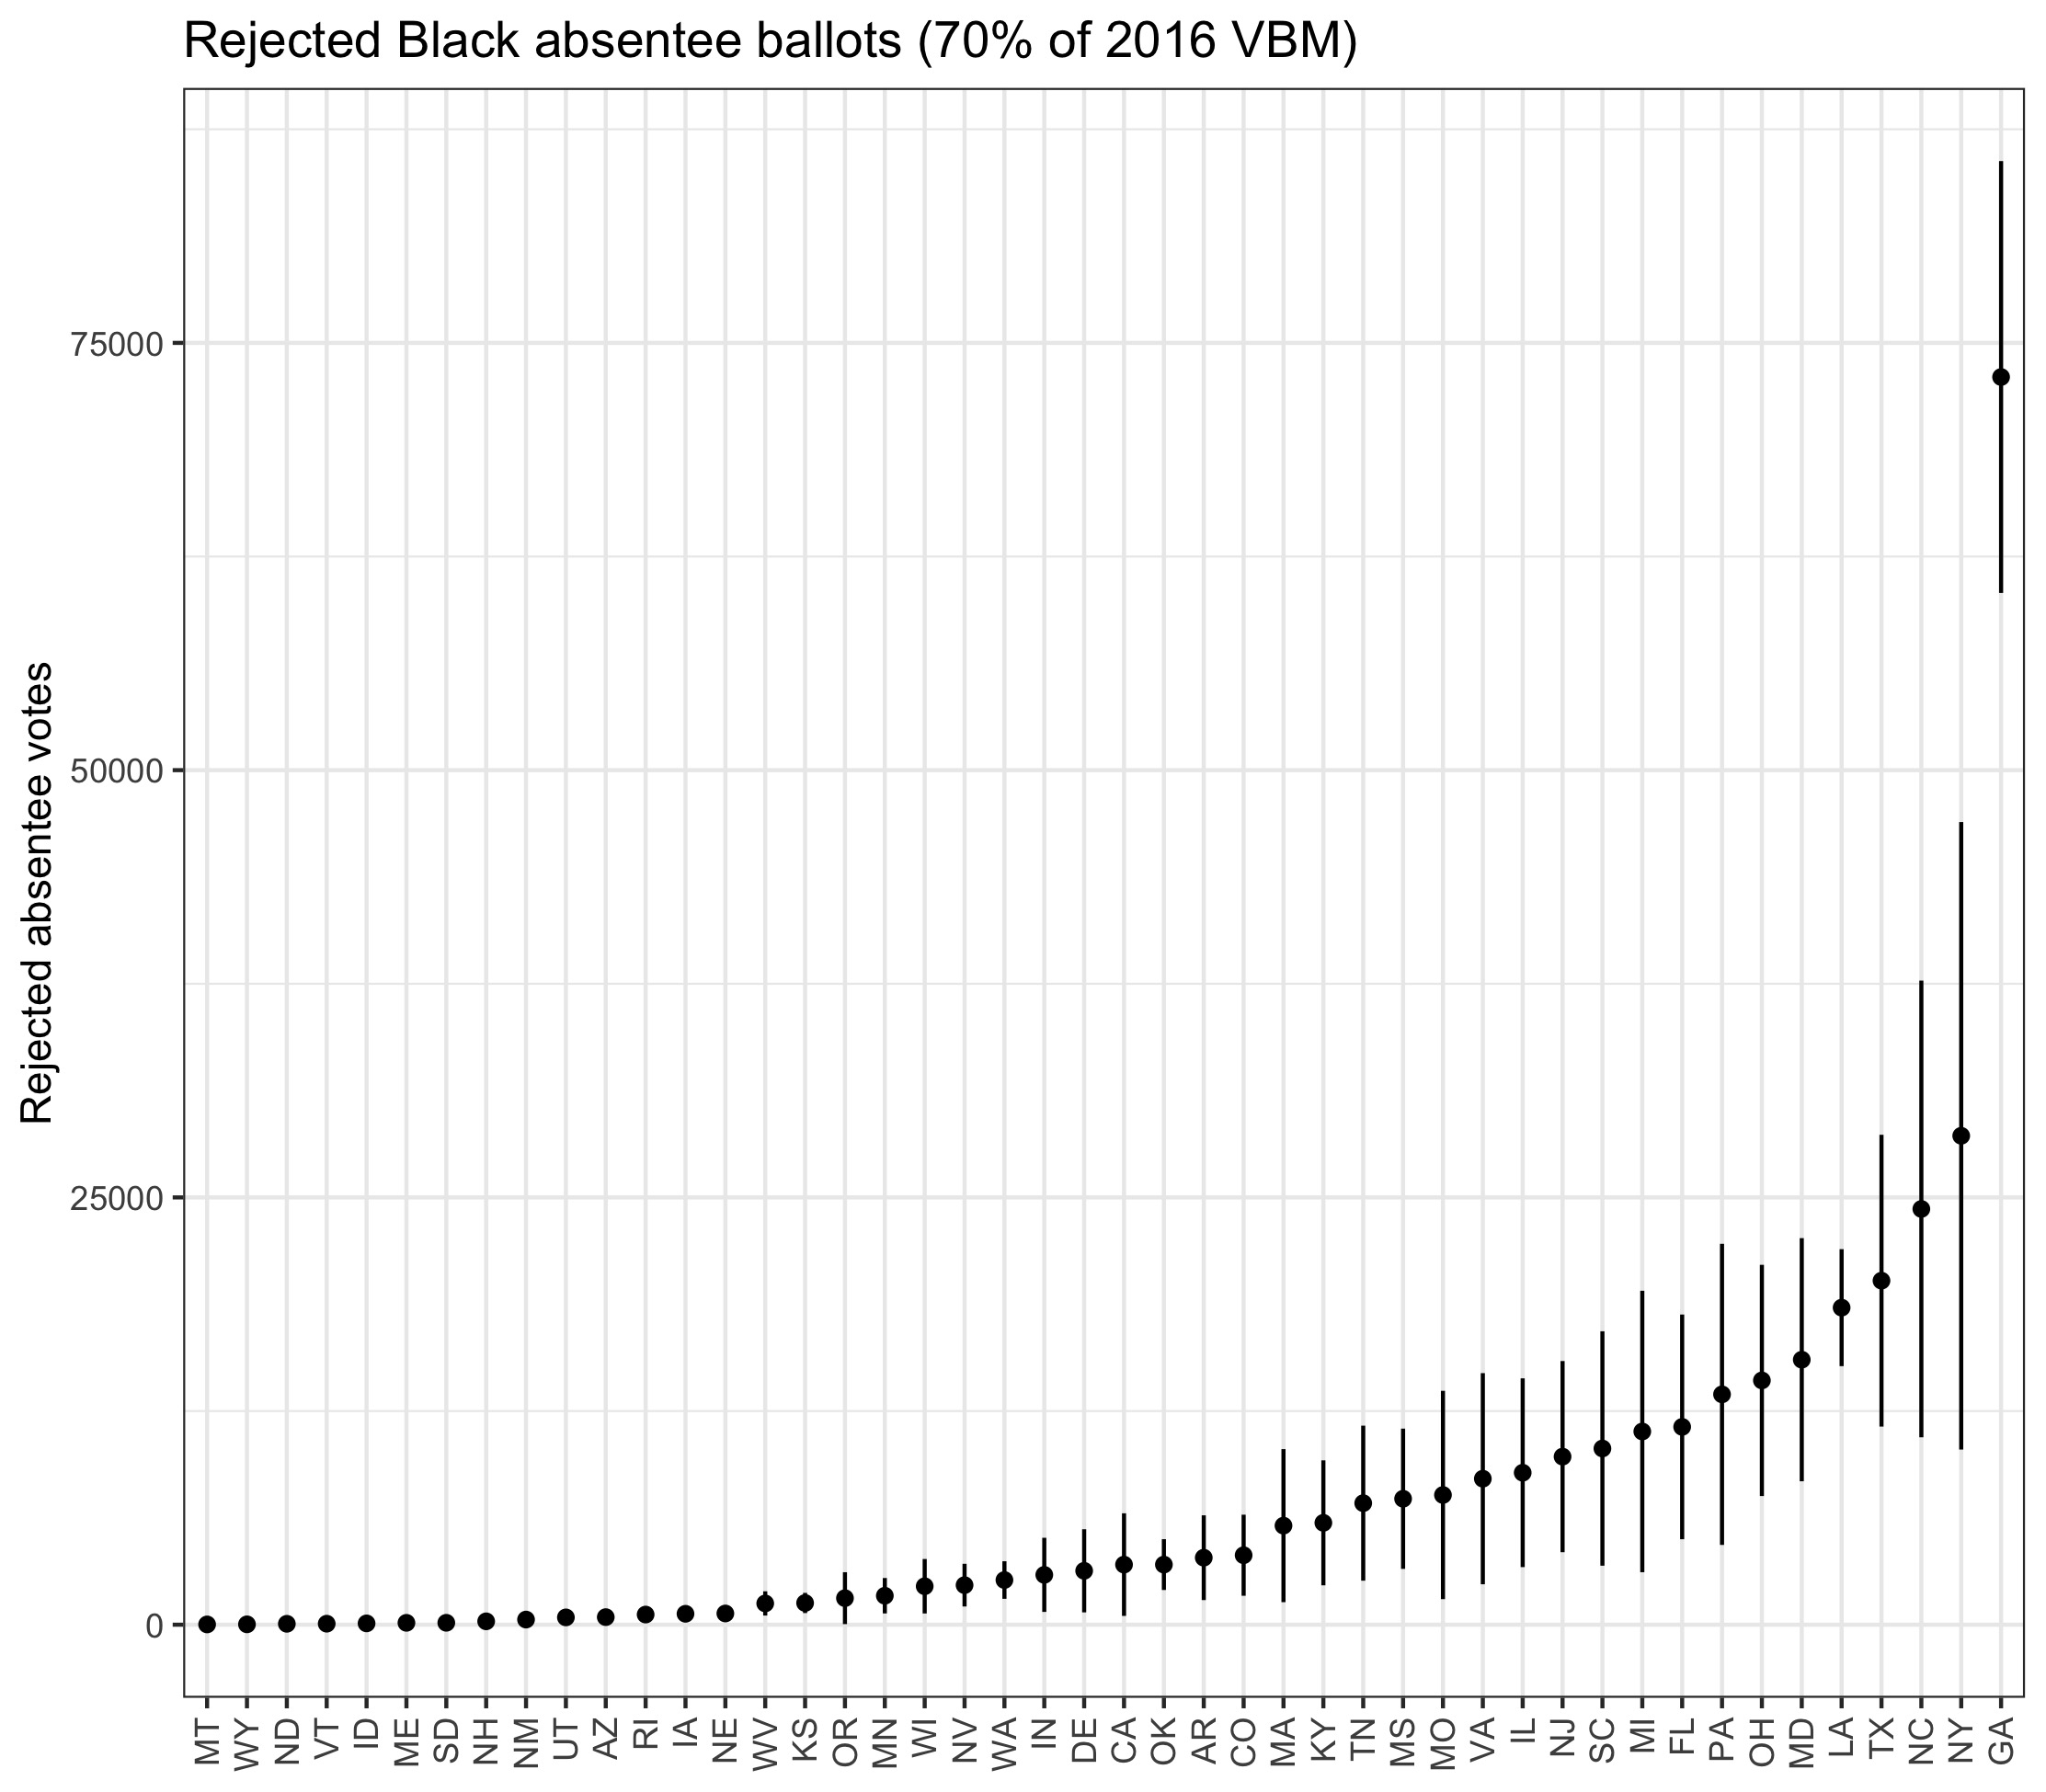 Rejected Black absentee ballots (70% of 2016 VBM)
Rejected absentee votes
75000
50000
25000
0
MT WY ND VT ID ME SD NH NM UT AZ RI IA NE WV KS OR MN WI NV WA IN DE CA OK AR CO MA KY TN MS MO VA IL NJ SC MI FL PA OH MD LA TX NC NY GA